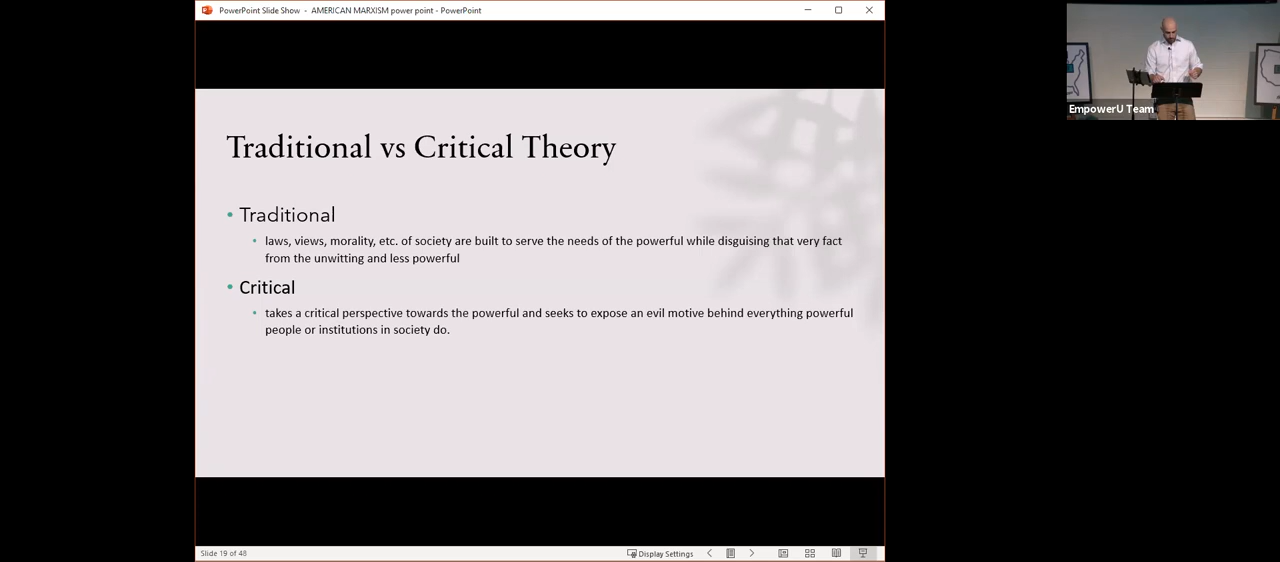 PowerPoint Slide Show - AMERICAN MARXISM power point - PowerPoint
EmpowerU Team
Traditional vs Critical Theory
• Traditional
• laws, views, morality, etc. of society are built to serve the needs of the powerful while disguising that very fact
from the unwitting and less powerful
• Critical
• takes a critical perspective towards the powerful and seeks to expose an evil motive behind everything powerful
people or institutions in society do.
Slide 19 of 48
Display Settings